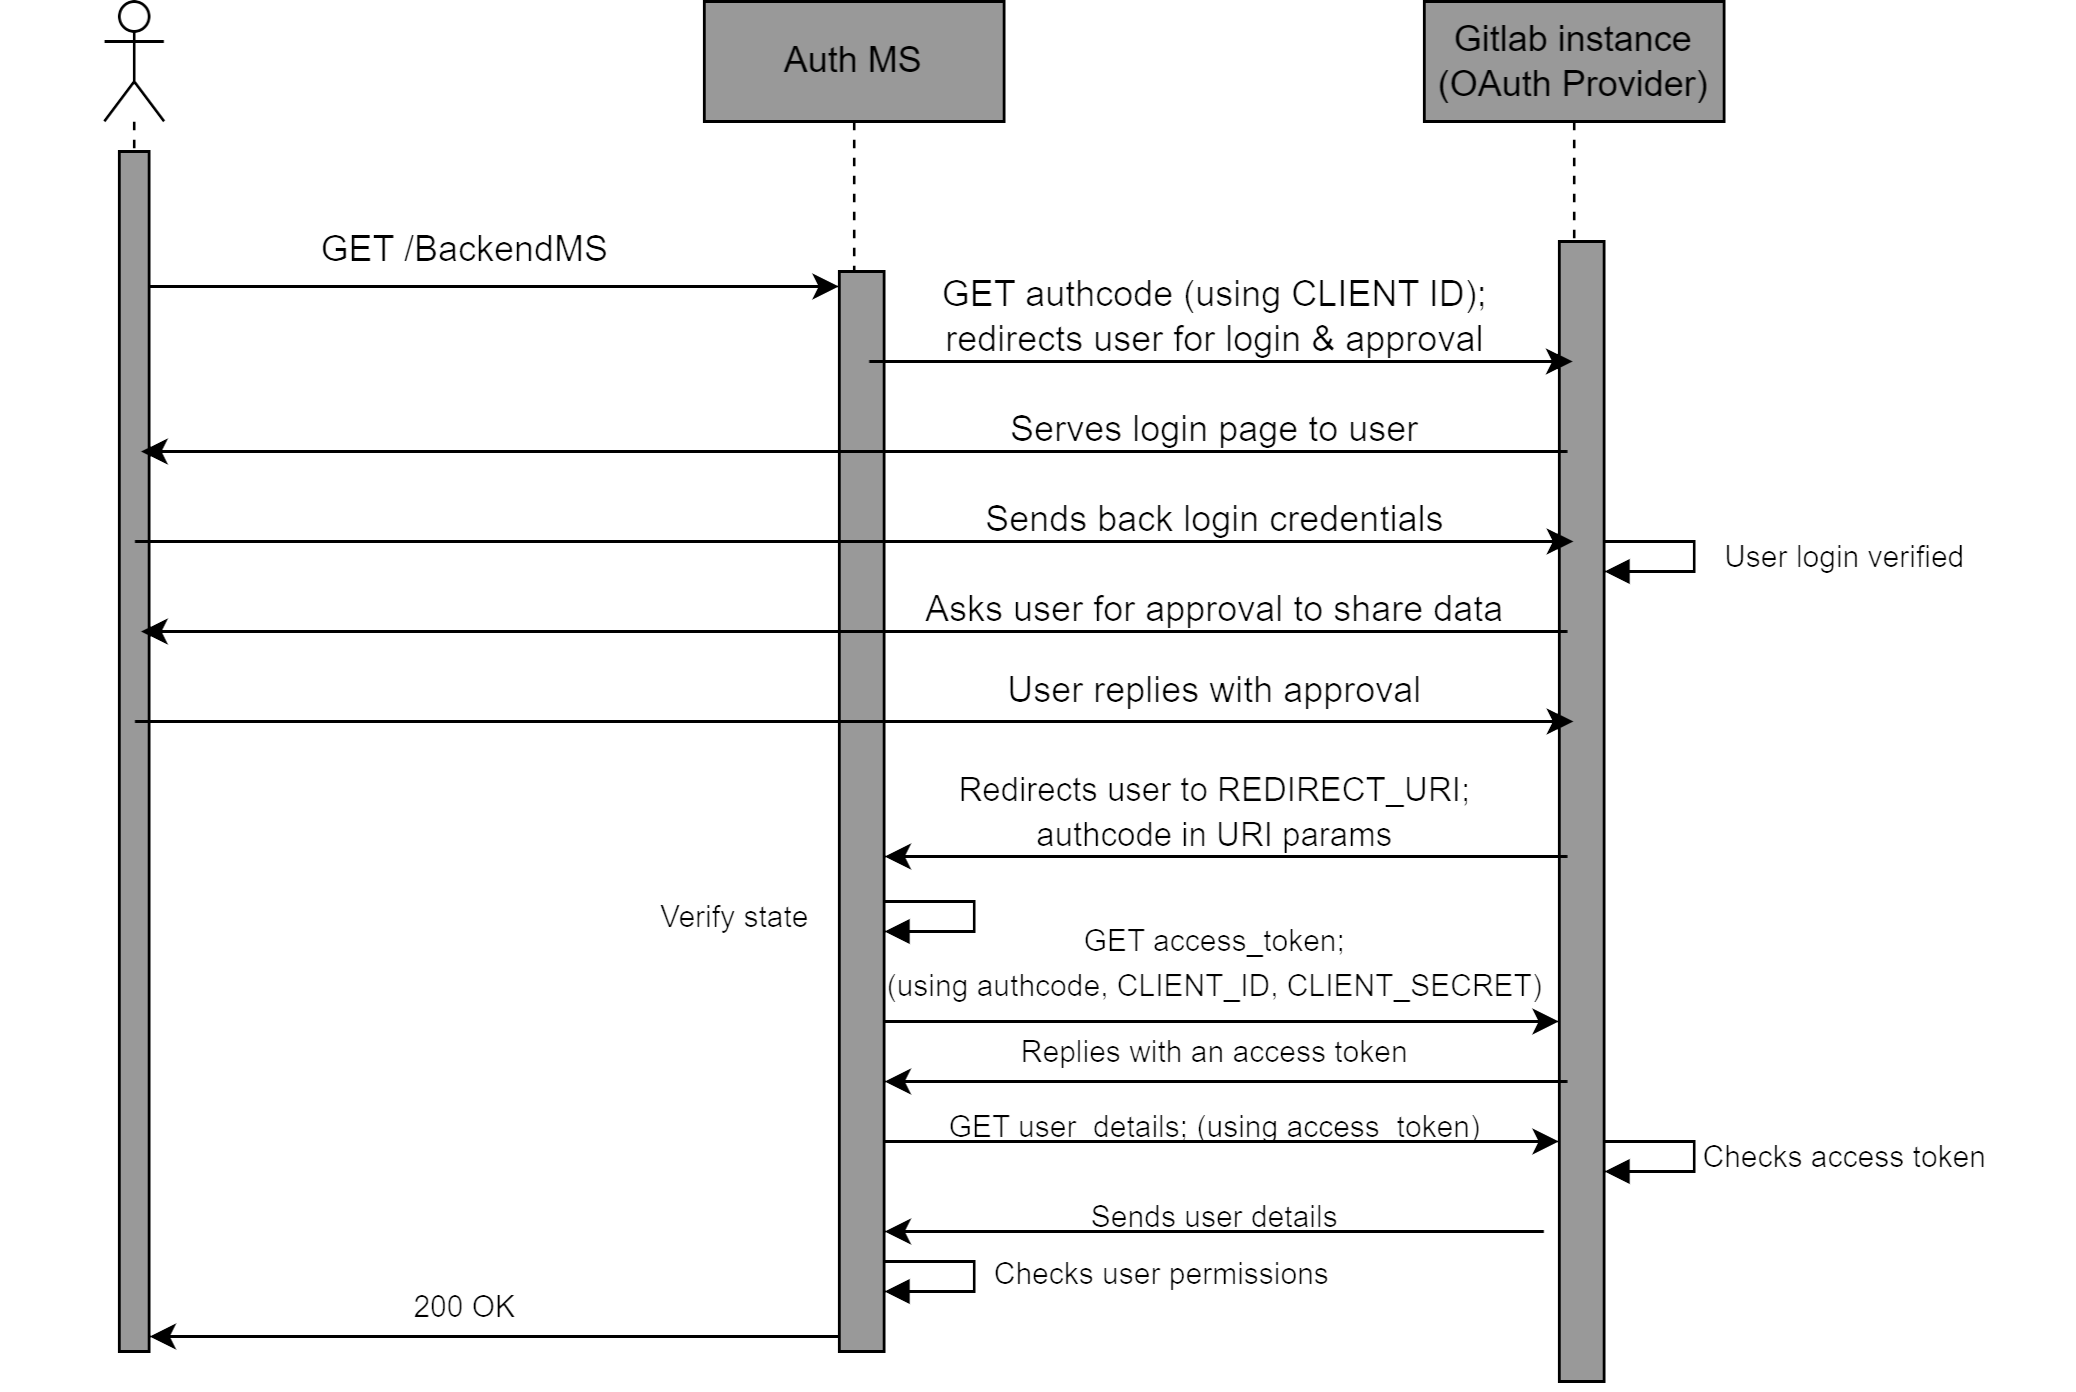 Auth MS
Gitlab instance
(OAuth Provider)
GET /BackendMS
GET authcode (using CLIENT ID);
redirects user for login & approval
Serves login page to user
Sends back login credentials
User login verified
Asks user for approval to share data
User replies with approval
Redirects user to REDIRECT_URI;
authcode in URI params
Verify state
GET access_token;
(using authcode, CLIENT_ID, CLIENT_SECRET)
Replies with an access token
GET user_details; (using access_token)
Checks access token
Sends user details
Checks user permissions
200 OK